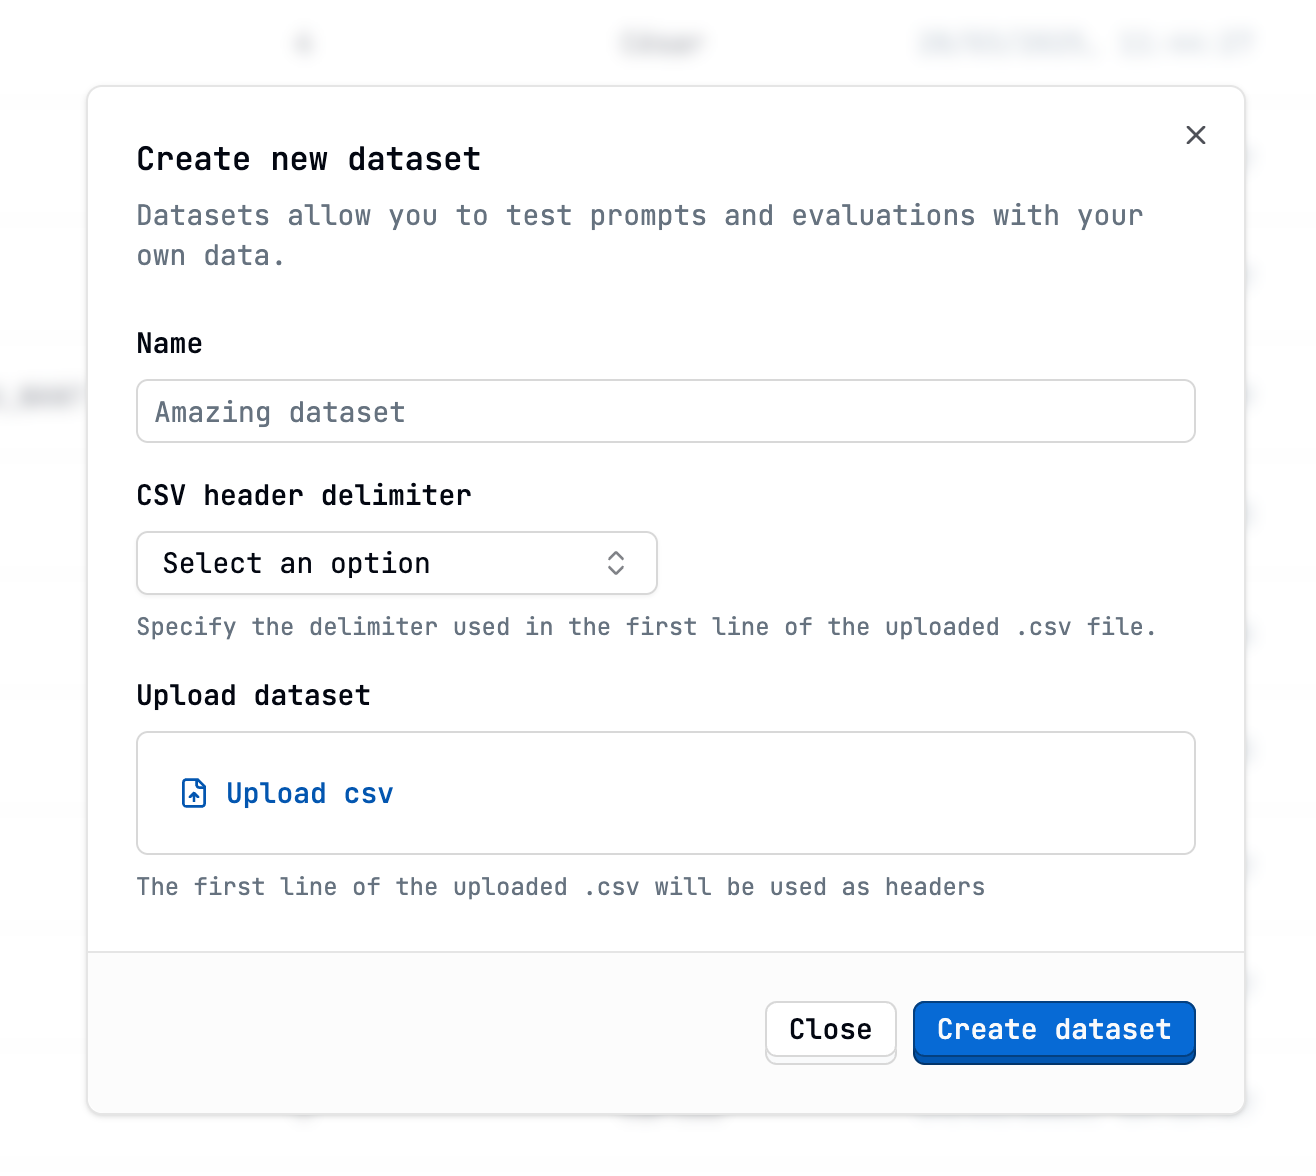 Create new dataset
Datasets allow you to test prompts and evaluations with your
own data.
Name
Amazing dataset
CSV header delimiter
Select an option
Specify the delimiter used in the first line of the uploaded .csv file.
Upload dataset
Upload csv
The first line of the uploaded .csv will be used as headers
Close
Create dataset